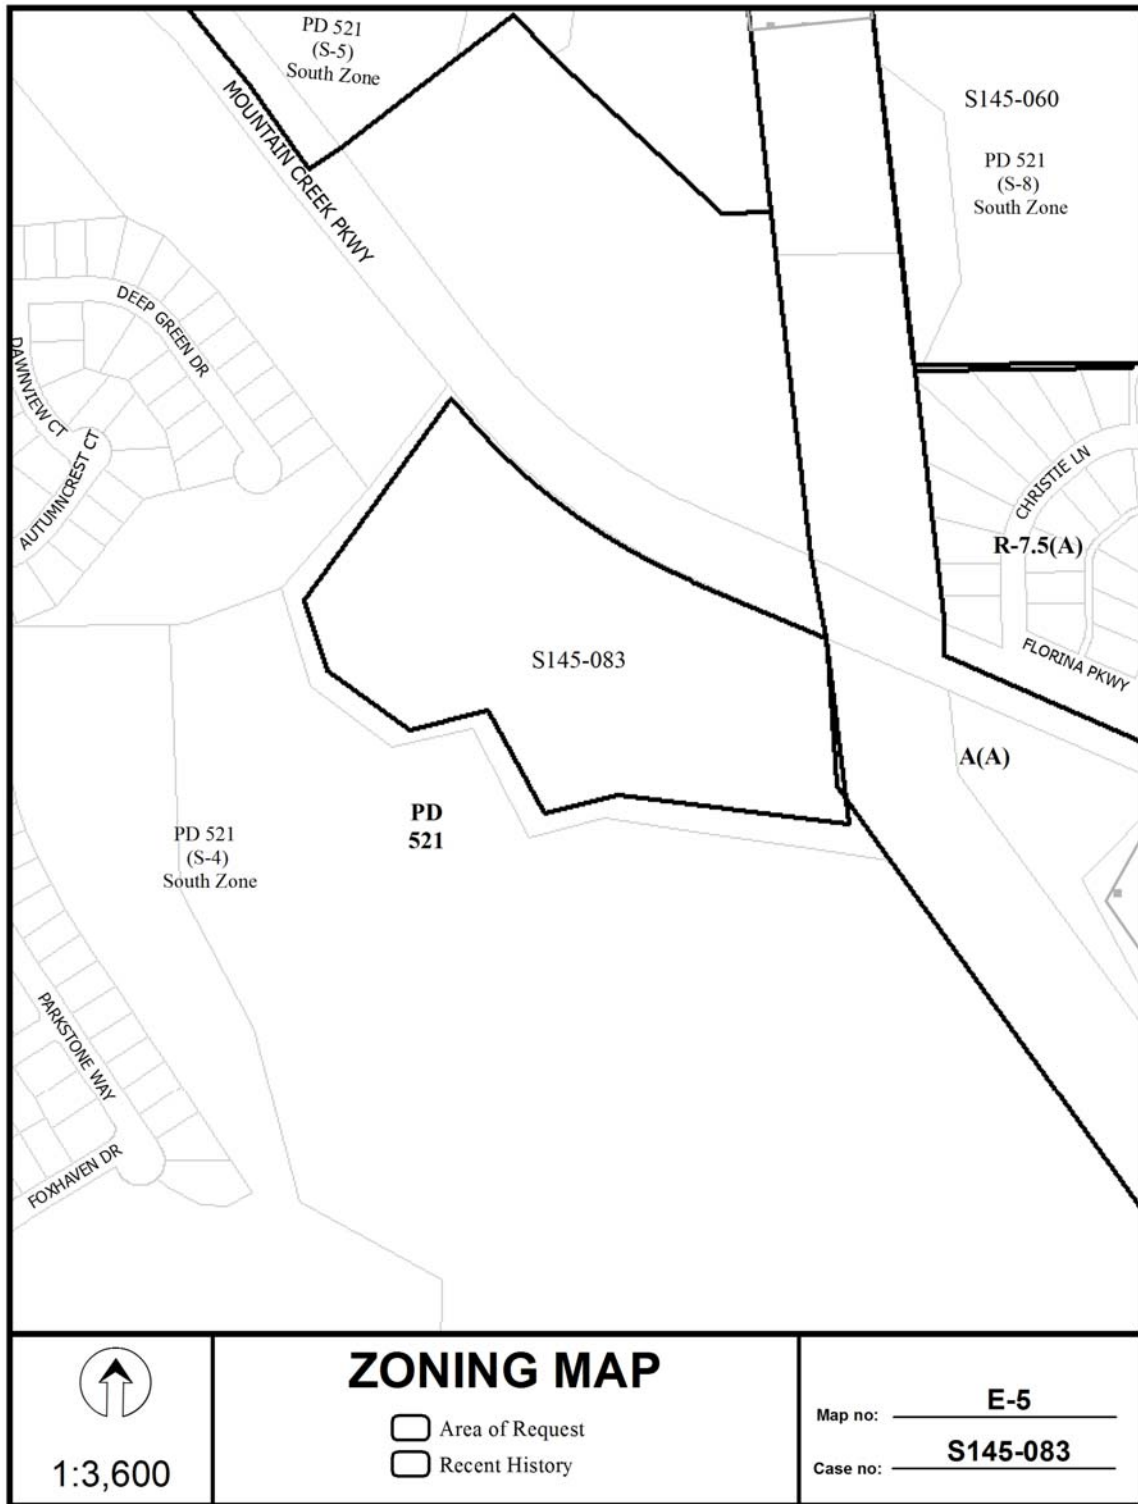 PD 521
(S-5)
South Zone
MOUNTAIN CREEK PKWY
S145-060
PD 521
(S-8)
South Zone
DEEP GREEN DR
DAWNVIEW CT
AUTUMNCREST CT
CHRISTIE LN
R-7.5(A)
FLORINA PKWY
S145-083
A(A)
PD
521
PD 521
(S-4)
South Zone
PARKSTONE WAY
FOXHAVEN DR
1:3,600
ZONING MAP
Area of Request
Recent History
Map no: E-5
Case no: S145-083